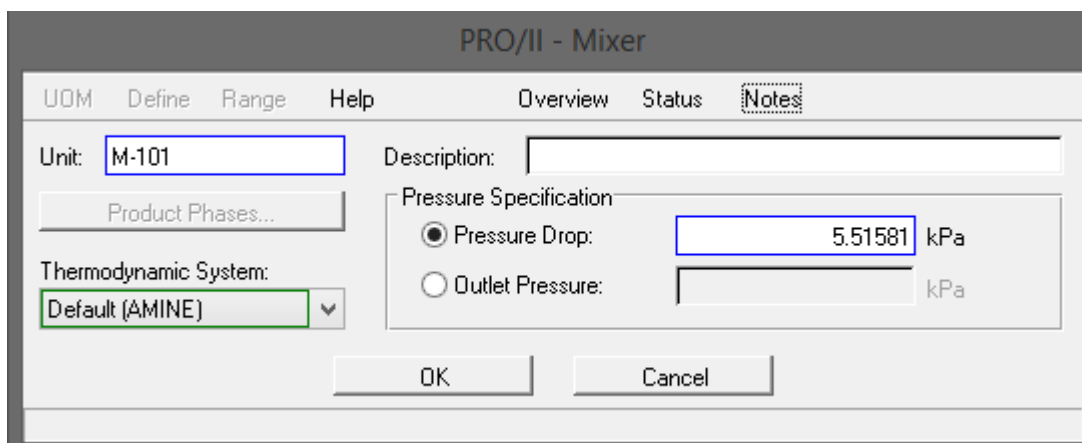 PRO/II - Mixer
UOM Define Range Help Overview Status Notes
Unit: M-101 Description:
Product Phases...
Pressure Specification
Pressure Drop: 5.51581 kPa
Thermodynamic System:
Outlet Pressure: kPa
Default (AMINE)
OK Cancel